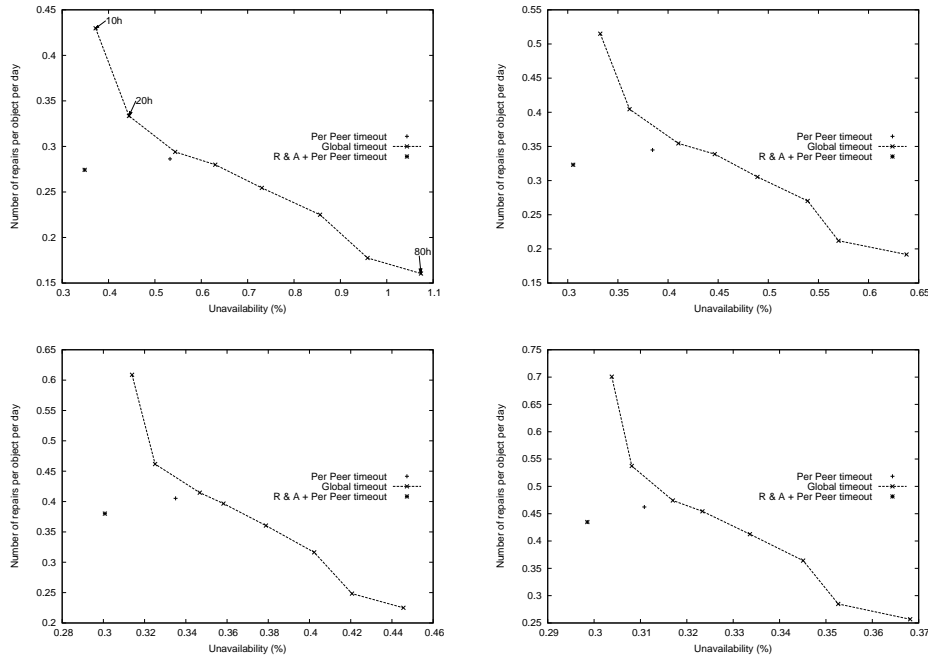 0.45
0.4
0.35
0.3
0.25
0.2
0.15
Number of repairs per object per day
10h
20h
80h
Per Peer timeout
Global timeout
R & A + Per Peer timeout
0.3 0.4 0.5 0.6 0.7 0.8 0.9 1 1.1
Unavailability (%)
0.55
0.5
0.45
0.4
0.35
0.3
0.25
0.2
0.15
Number of repairs per object per day
Per Peer timeout
Global timeout
R & A + Per Peer timeout
0.3 0.35 0.4 0.45 0.5 0.55 0.6 0.65
Unavailability (%)
0.65
0.6
0.55
0.5
0.45
0.4
0.35
0.3
0.25
0.2
Number of repairs per object per day
Per Peer timeout
Global timeout
R & A + Per Peer timeout
0.28 0.3 0.32 0.34 0.36 0.38 0.4 0.42 0.44 0.46
Unavailability (%)
0.75
0.7
0.65
0.6
0.55
0.5
0.45
0.4
0.35
0.3
0.25
Number of repairs per object per day
Per Peer timeout
Global timeout
R & A + Per Peer timeout
0.29 0.3 0.31 0.32 0.33 0.34 0.35 0.36 0.37
Unavailability (%)